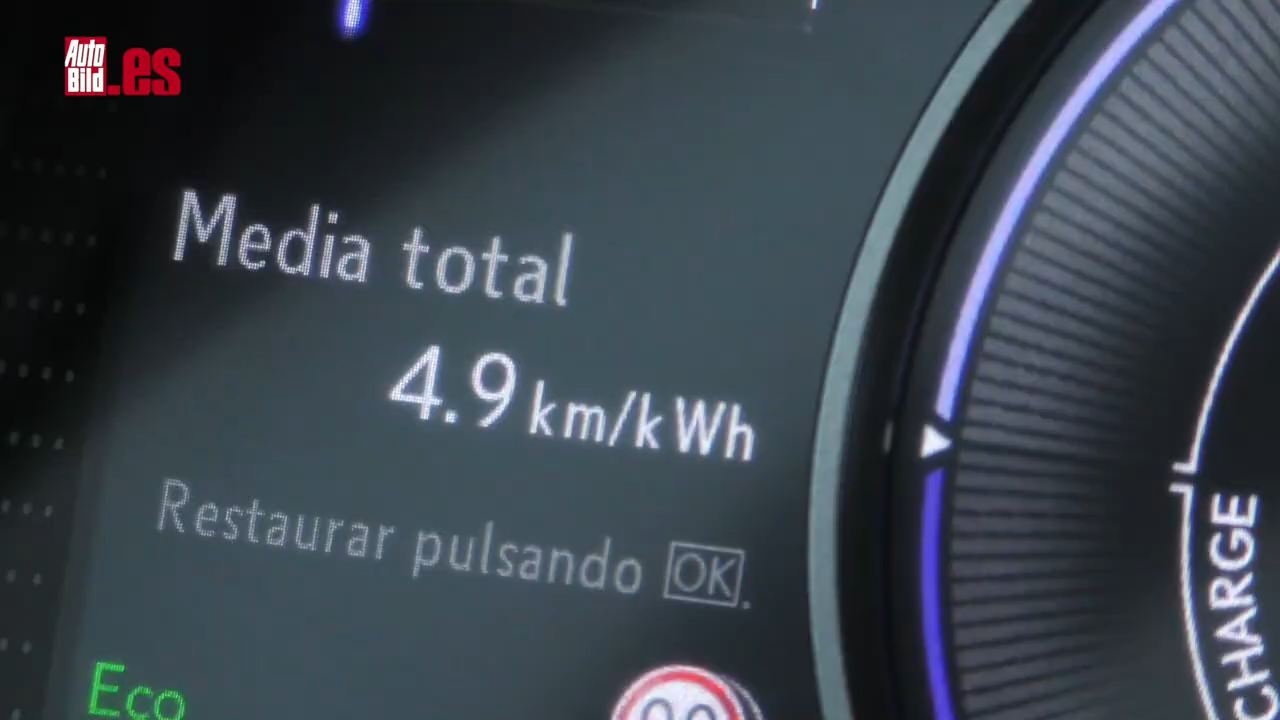 Auto
Bild.es
Media total
4.9 km/kWh
Restaurar pulsando OK.
Eco
CHARGE